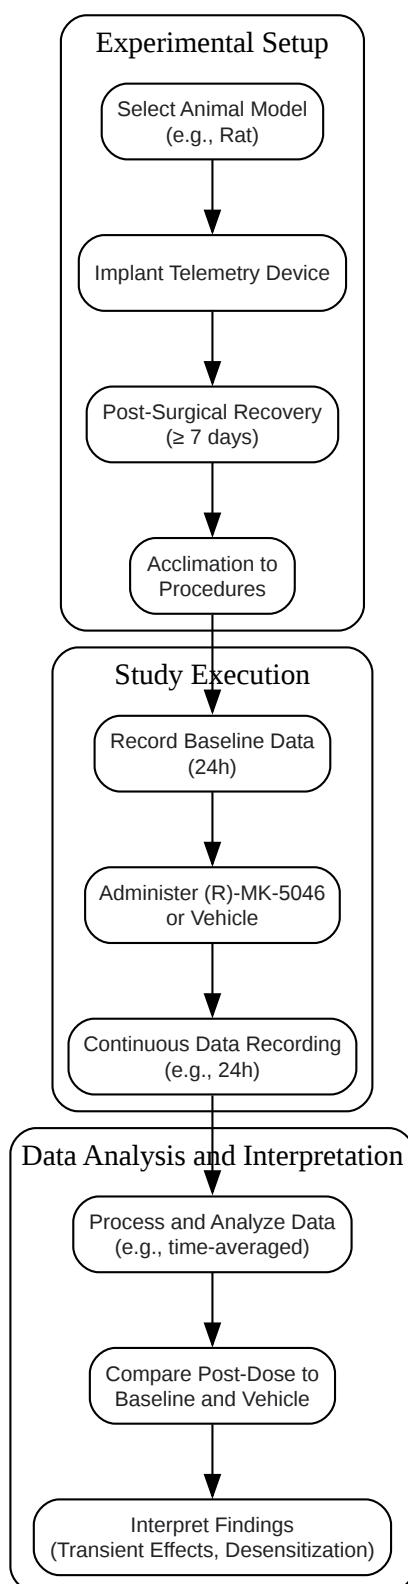 Experimental Setup
Select Animal Model
(e.g., Rat)
Implant Telemetry Device
Post-Surgical Recovery
(≥ 7 days)
Acclimation to
Procedures
Study Execution
Record Baseline Data
(24h)
Administer (R)-MK-5046
or Vehicle
Continuous Data Recording
(e.g., 24h)
Data Analysis and Interpretation
Process and Analyze Data
(e.g., time-averaged)
Compare Post-Dose to
Baseline and Vehicle
Interpret Findings
(Transient Effects, Desensitization)